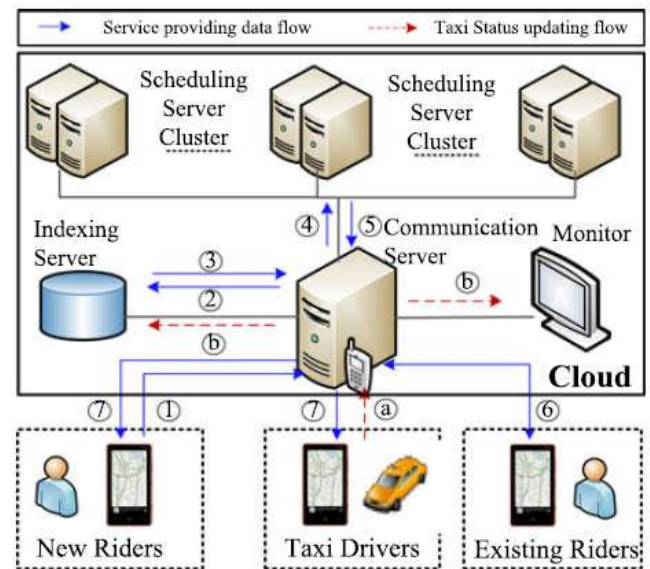 Service providing data flow
Taxi Status updating flow
Scheduling
Server
Cluster
Scheduling
Server
Cluster
④
⑤
Communication
Server
Monitor
Indexing
Server
③
②
ⓑ
ⓑ
Cloud
⑦
①
⑦
ⓐ
⑥
New Riders
Taxi Drivers
Existing Riders